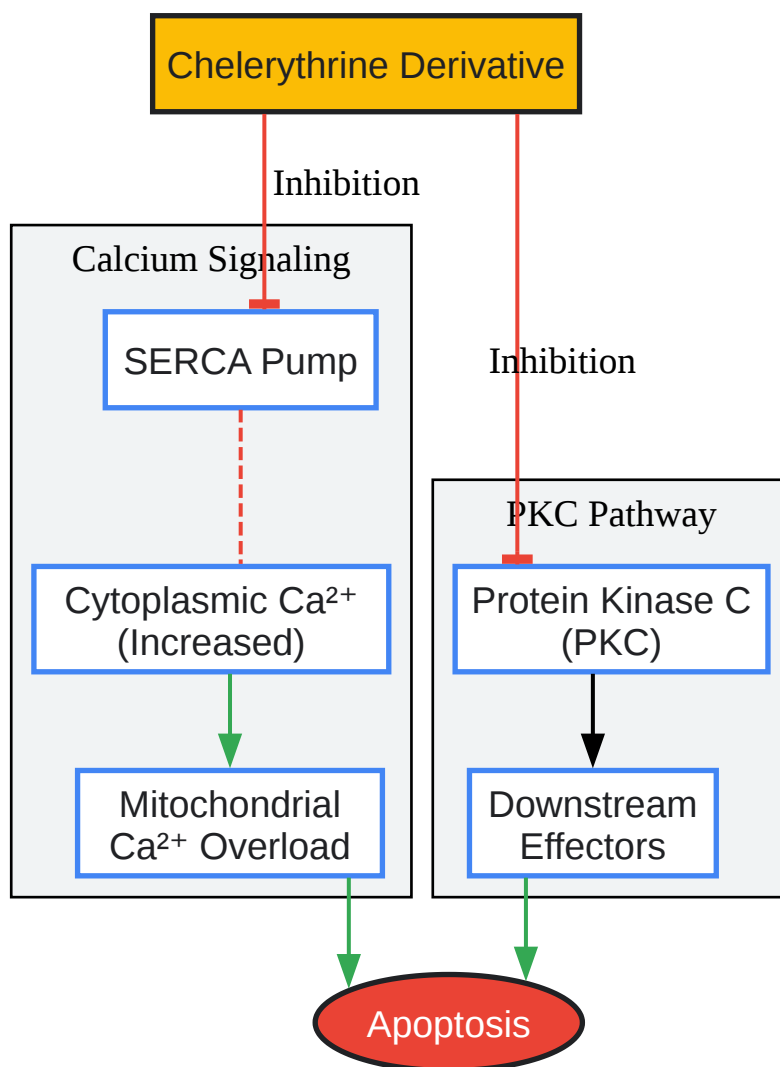 Chelerythrine Derivative
Inhibition
Calcium Signaling
SERCA Pump
Inhibition
PKC Pathway
Cytoplasmic Ca²⁺
(Increased)
Protein Kinase C
(PKC)
Mitochondrial
Ca²⁺ Overload
Downstream
Effectors
Apoptosis